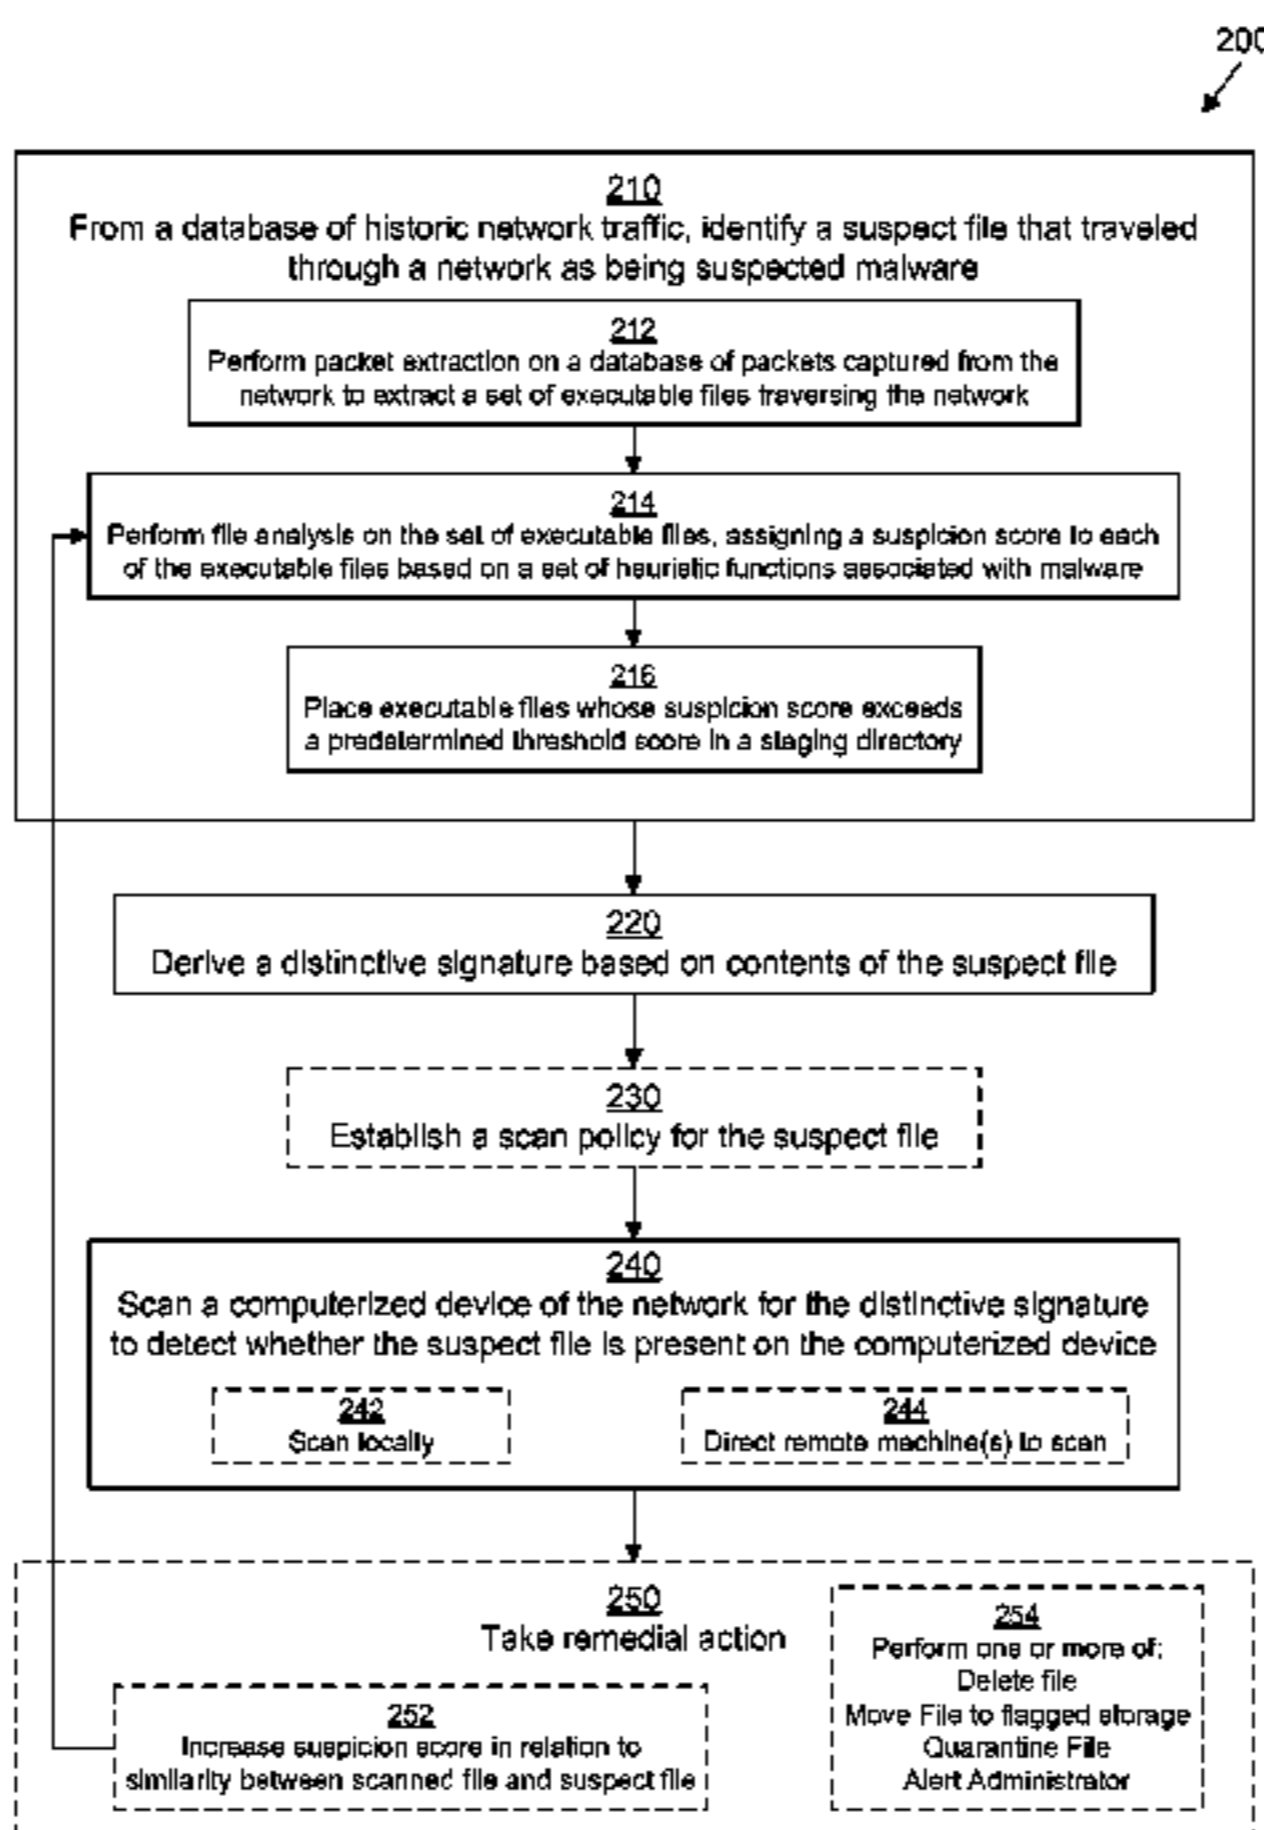 200
210
From a database of historic network traffic, identify a suspect file that traveled
through a network as being suspected malware
212
Perform packet extraction on a database of packets captured from the
network to extract a set of executable files traversing the network
214
Perform file analysis on the set of executable files, assigning a suspicion score to each
of the executable files based on a set of heuristic functions associated with malware
216
Place executable files whose suspicion score exceeds
a predetermined threshold score in a staging directory
220
Derive a distinctive signature based on contents of the suspect file
230
Establish a scan policy for the suspect file
240
Scan a computerized device of the network for the distinctive signature
to detect whether the suspect file is present on the computerized device
242
Scan locally
244
Direct remote machine(s) to scan
250
Take remedial action
252
Increase suspicion score in relation to
similarity between scanned file and suspect file
254
Perform one or more of:
Delete file
Move File to flagged storage
Quarantine File
Alert Administrator